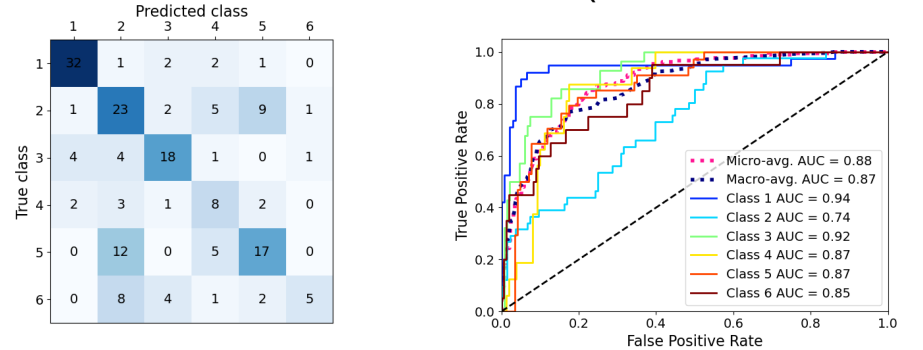 Predicted class
1 2 3 4 5 6
True class
1 32 1 2 2 1 0
2 1 23 2 5 9 1
3 4 4 18 1 0 1
4 2 3 1 8 2 0
5 0 12 0 5 17 0
6 0 8 4 1 2 5
True Positive Rate
1.0
0.8
0.6
0.4
0.2
0.0
Micro-avg. AUC = 0.88
Macro-avg. AUC = 0.87
Class 1 AUC = 0.94
Class 2 AUC = 0.74
Class 3 AUC = 0.92
Class 4 AUC = 0.87
Class 5 AUC = 0.87
Class 6 AUC = 0.85
0.0 0.2 0.4 0.6 0.8 1.0
False Positive Rate